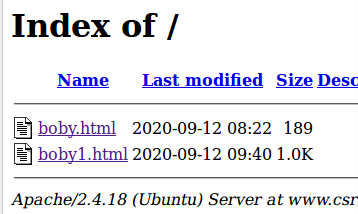 Index of /
Name Last modified Size Desc
boby.html 2020-09-12 08:22 189
boby1.html 2020-09-12 09:40 1.0K
Apache/2.4.18 (Ubuntu) Server at www.csr